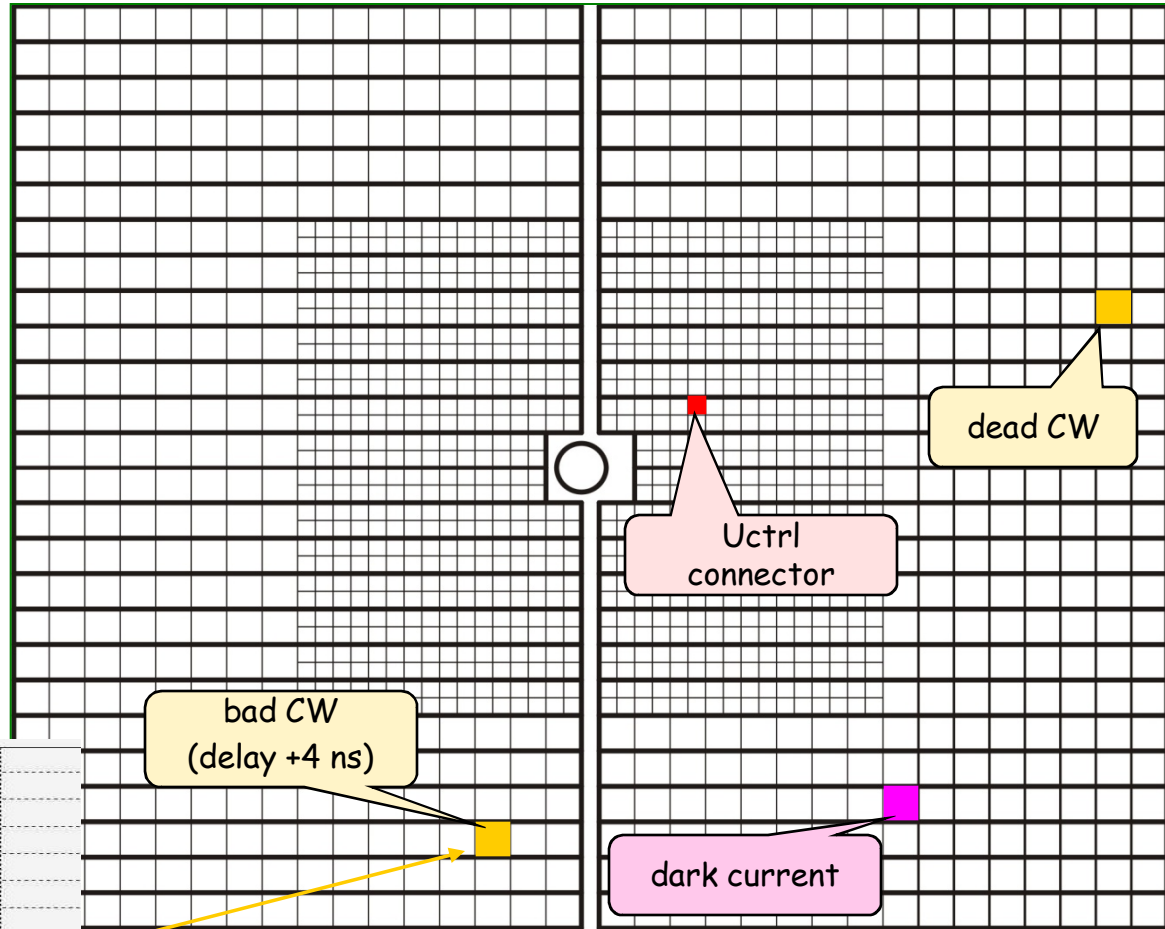 dead CW
Uctrl
connector
bad CW
(delay +4 ns)
dark current